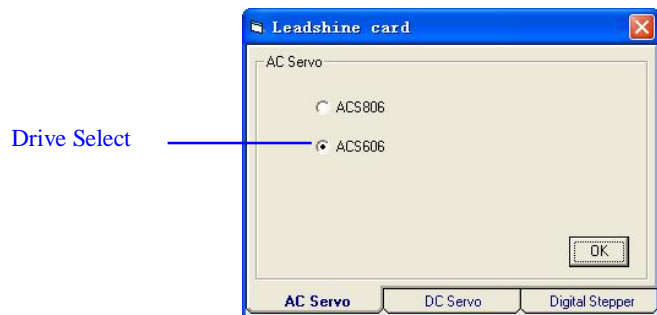 Leadshine card
AC Servo
ACS806
Drive Select
ACS606
OK
AC Servo
DC Servo
Digital Stepper